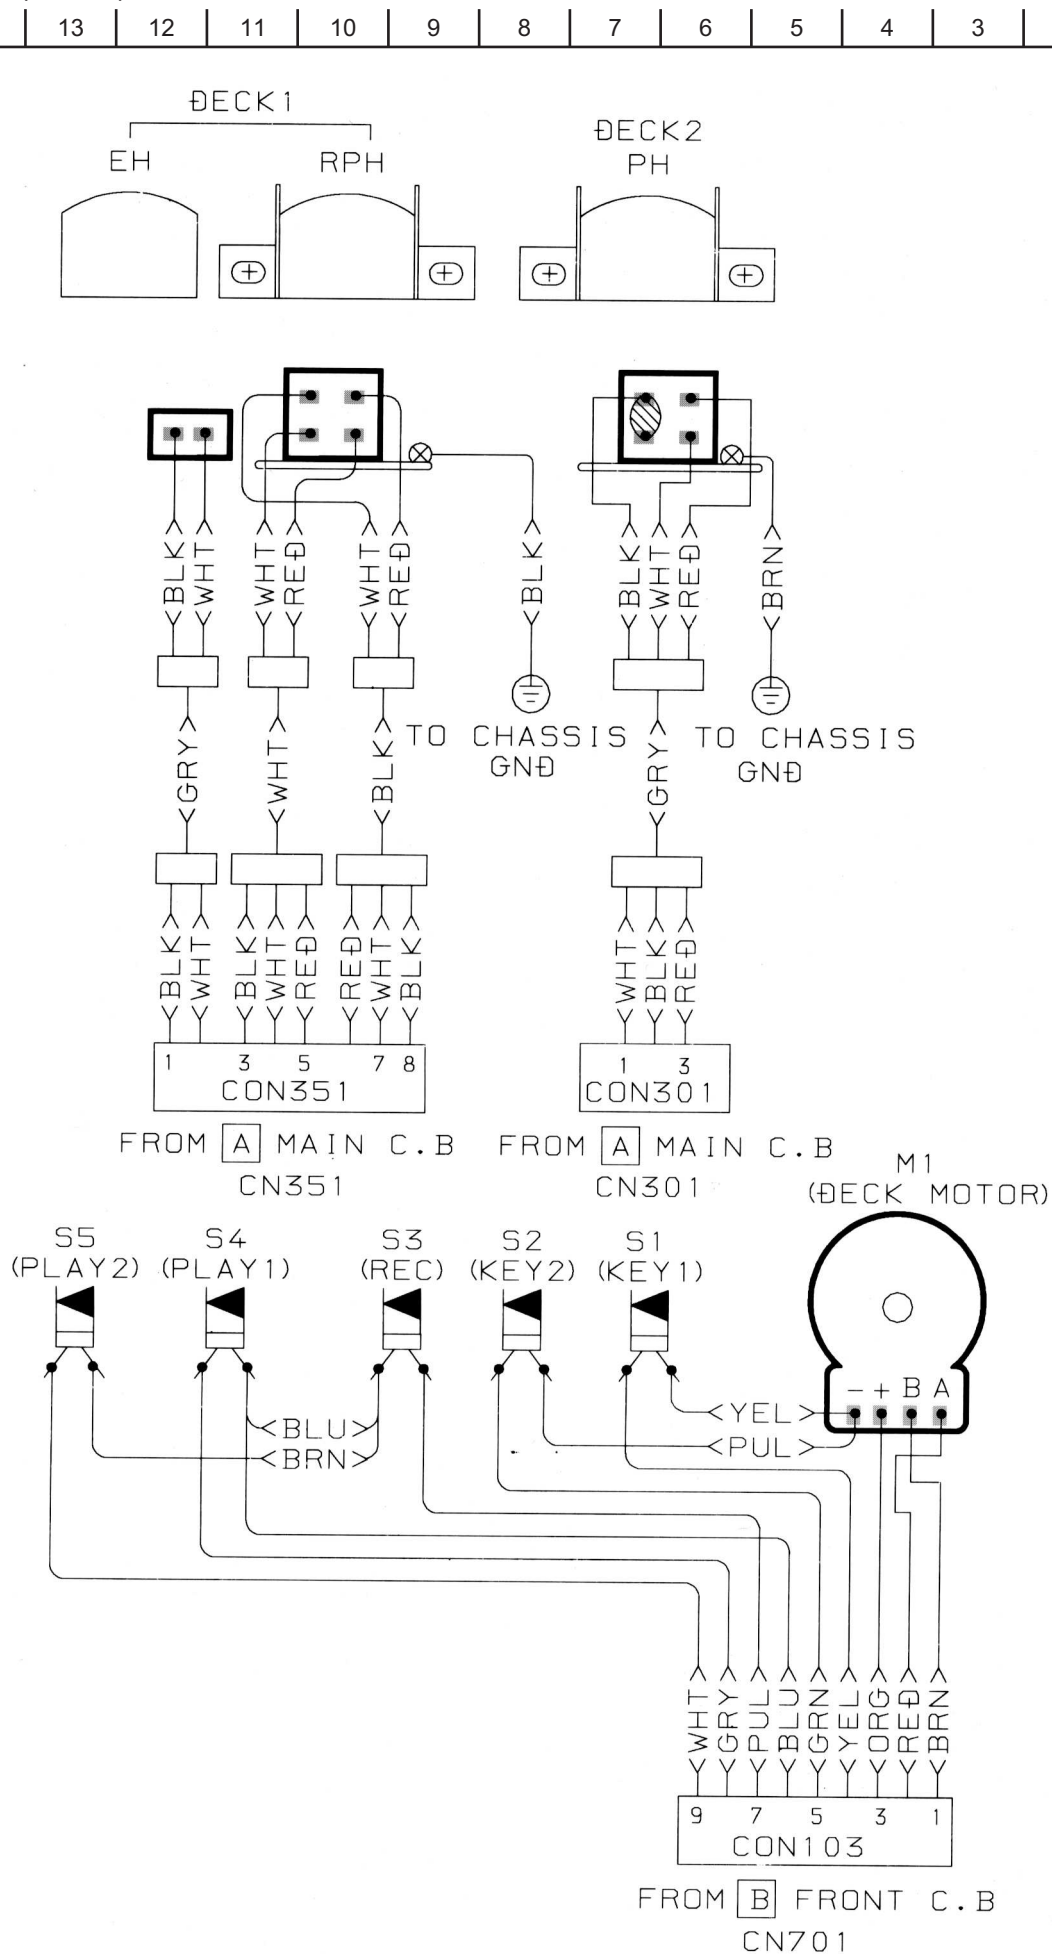 13 12 11 10 9 8 7 6 5 4 3
DECK1
EH RPH
DECK2
PH
BLK WHT WHT RED WHT RED BLK BLK WHT RED BRN
TO CHASSIS
GND
TO CHASSIS
GND
GRY WHT BLK GRY
BLK WHT BLK WHT RED RED WHT BLK WHT BLK RED
1 3 5 7 8
CON351
1 3
CON301
FROM A MAIN C.B
CN351
FROM A MAIN C.B
CN301
M1
(DECK MOTOR)
S5
(PLAY2)
S4
(PLAY1)
S3
(REC)
S2
(KEY2)
S1
(KEY1)
- + B A
YEL
BLU
PUL
BRN
WHT GRY PUL BLU GRN YEL ORG RED BRN
9 7 5 3 1
CON103
FROM B FRONT C.B
CN701